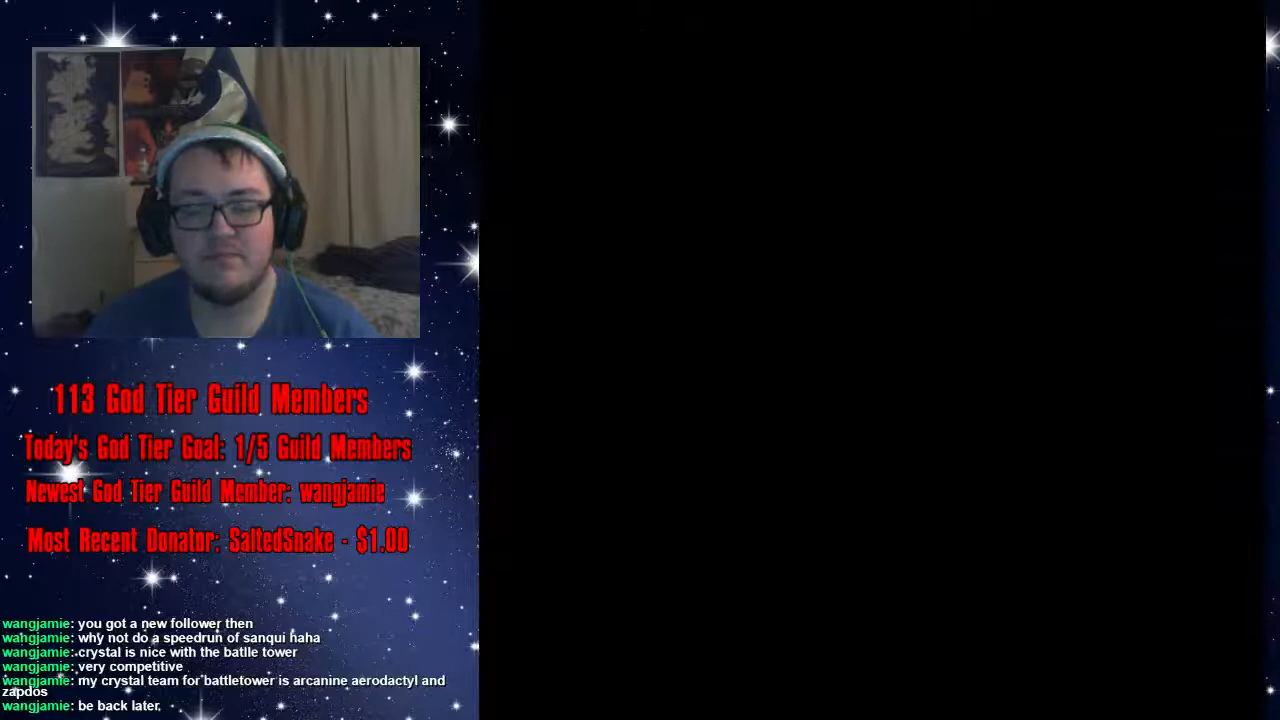 113 God Tier Guild Members
Today's God Tier Goal: 1/5 Guild Members
Newest God Tier Guild Member: wangjamie
Most Recent Donator: SaltedSnake - $1.00
wangjamie: you got a new follower then
wangjamie: why not do a speedrun of sanqui haha
wangjamie: crystal is nice with the batlle tower
wangjamie: very competitive
wangjamie: my crystal team for battletower is arcanine aerodactyl and
zapdos
wangjamie: be back later.